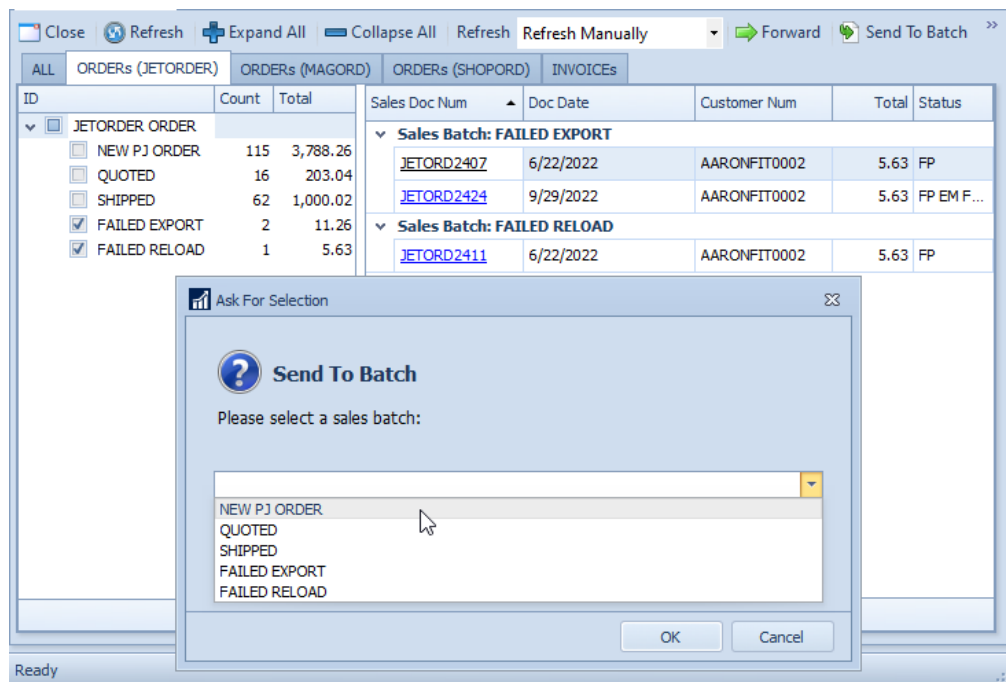 Close Refresh Expand All Collapse All Refresh Refresh Manually Forward Send To Batch »
ALL ORDERs (JETORDER) ORDERs (MAGORD) ORDERs (SHOPORD) INVOICEs
ID Count Total Sales Doc Num Doc Date Customer Num Total Status
JETORDER ORDER
Sales Batch: FAILED EXPORT
NEW PJ ORDER 115 3,788.26 JETORD2407 6/22/2022 AARONFIT0002 5.63 FP
QUOTED 16 203.04
SHIPPED 62 1,000.02 JETORD2424 9/29/2022 AARONFIT0002 5.63 FP EM F...
FAILED EXPORT 2 11.26 Sales Batch: FAILED RELOAD
FAILED RELOAD 1 5.63 JETORD2411 6/22/2022 AARONFIT0002 5.63 FP
Ask For Selection
Send To Batch
Please select a sales batch:
NEW PJ ORDER
QUOTED
SHIPPED
FAILED EXPORT
FAILED RELOAD
OK Cancel
Ready